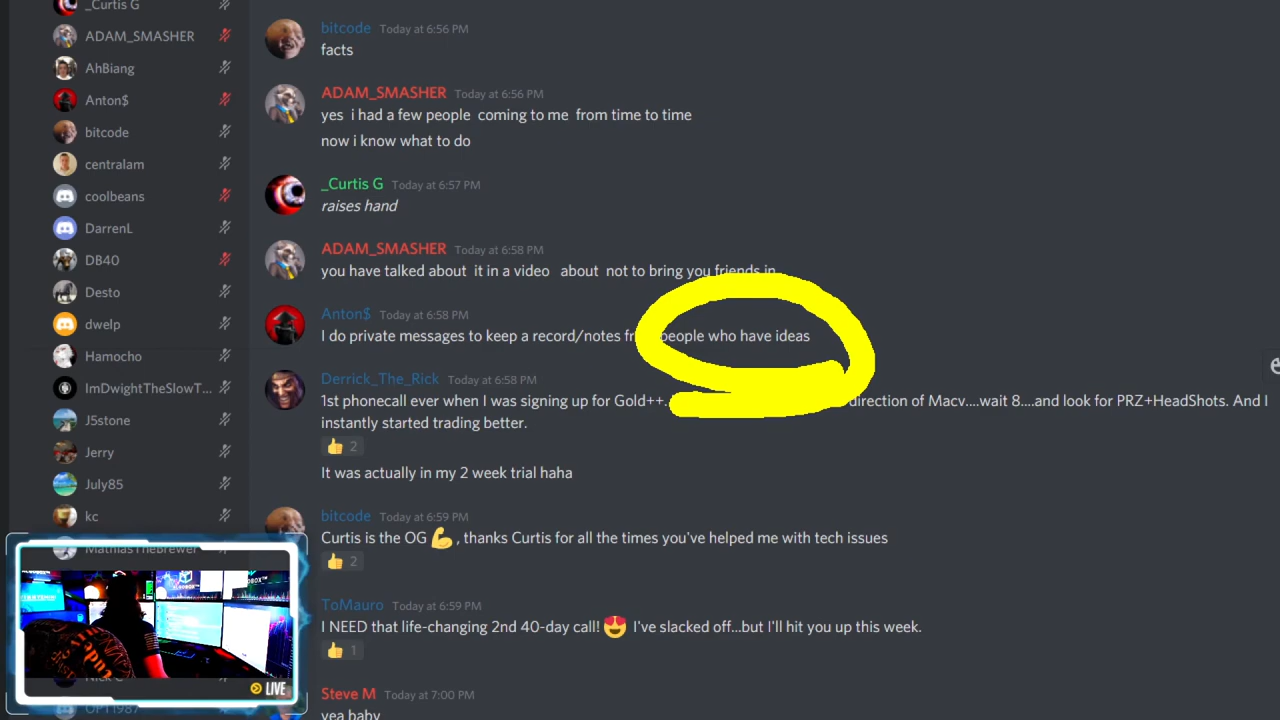 _Curtis G
ADAM_SMASHER
AhBiang
Anton$
bitcode
centralam
coolbeans
DarrenL
DB40
Desto
dwelp
Hamocho
ImDwightTheSlowT...
J5stone
Jerry
July85
kc
MathiasTheBrewer
OPT1987
LIVE
bitcode Today at 6:56 PM
facts
ADAM_SMASHER Today at 6:56 PM
yes i had a few people coming to me from time to time
now i know what to do
_Curtis G Today at 6:57 PM
raises hand
ADAM_SMASHER Today at 6:58 PM
you have talked about it in a video about not to bring you friends in
Anton$ Today at 6:58 PM
I do private messages to keep a record/notes people who have ideas
Derrick_The_Rick Today at 6:58 PM
1st phonecall ever when I was signing up for Gold++. direction of Macv....wait 8....and look for PRZ+HeadShots. And I
instantly started trading better.
👍 2
It was actually in my 2 week trial haha
bitcode Today at 6:59 PM
Curtis is the OG 💪, thanks Curtis for all the times you've helped me with tech issues
👍 2
ToMauro Today at 6:59 PM
I NEED that life-changing 2nd 40-day call! 😍 I've slacked off...but I'll hit you up this week.
👍 1
Steve M Today at 7:00 PM
yea baby